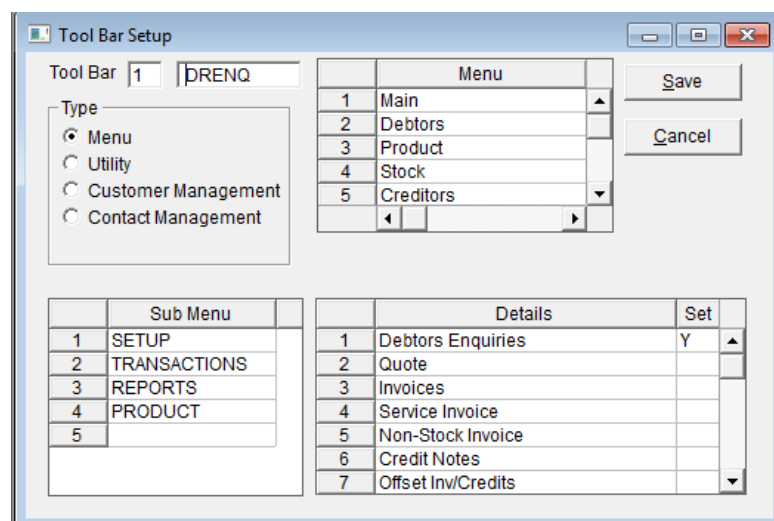 Tool Bar Setup
Tool Bar 1 DRENQ
Type
Menu
Utility
Customer Management
Contact Management
Menu
1 Main
2 Debtors
3 Product
4 Stock
5 Creditors
Save
Cancel
Sub Menu
1 SETUP
2 TRANSACTIONS
3 REPORTS
4 PRODUCT
5
Details Set
1 Debtors Enquiries Y
2 Quote
3 Invoices
4 Service Invoice
5 Non-Stock Invoice
6 Credit Notes
7 Offset Inv/Credits